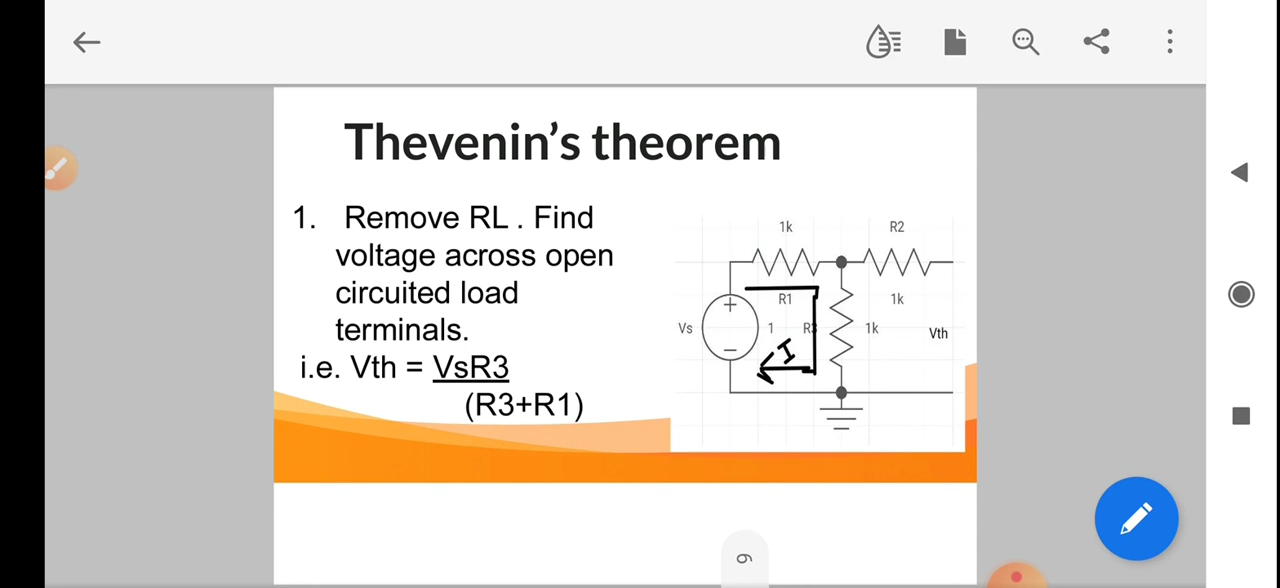 Thevenin's theorem
1. Remove RL . Find
voltage across open
circuited load
terminals.
i.e. Vth = VsR3
(R3+R1)
1k
R2
R1
1k
Vs
1
R3
1k
Vth
I
6